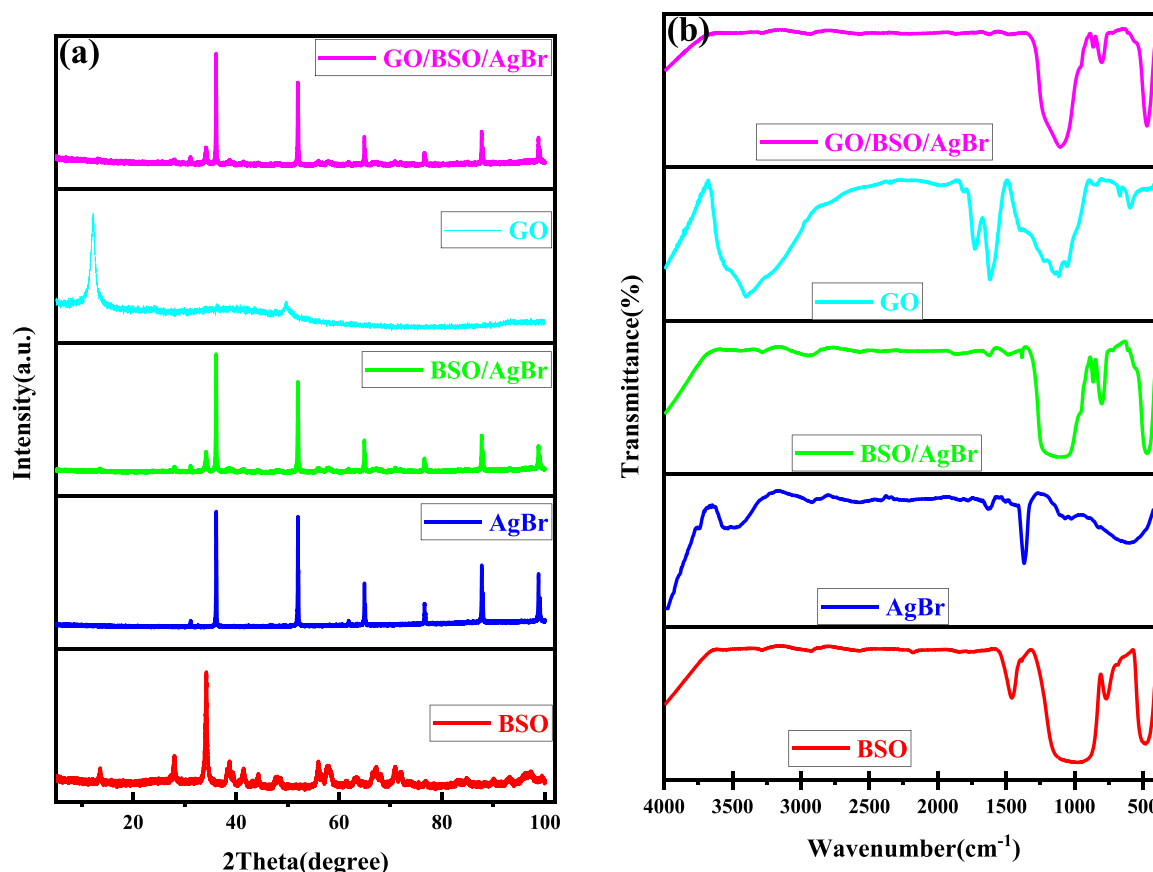 (a)
GO/BSO/AgBr
GO
BSO/AgBr
AgBr
BSO
Intensity(a.u.)
20
40
60
80
100
2Theta(degree)
(b)
GO/BSO/AgBr
GO
BSO/AgBr
AgBr
BSO
Transmittance(%)
4000
3500
3000
2500
2000
1500
1000
500
Wavenumber(cm⁻¹)